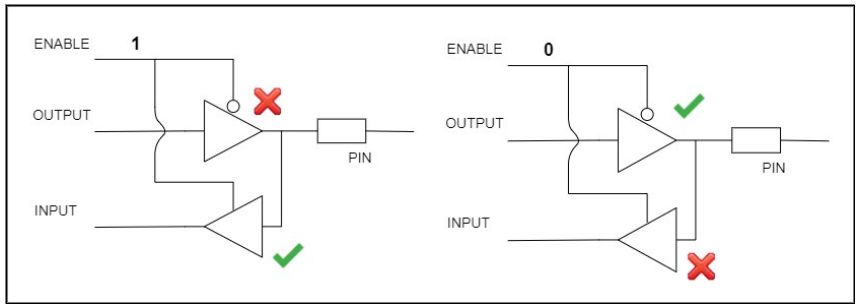 ENABLE 1
OUTPUT
PIN
INPUT
ENABLE 0
OUTPUT
PIN
INPUT